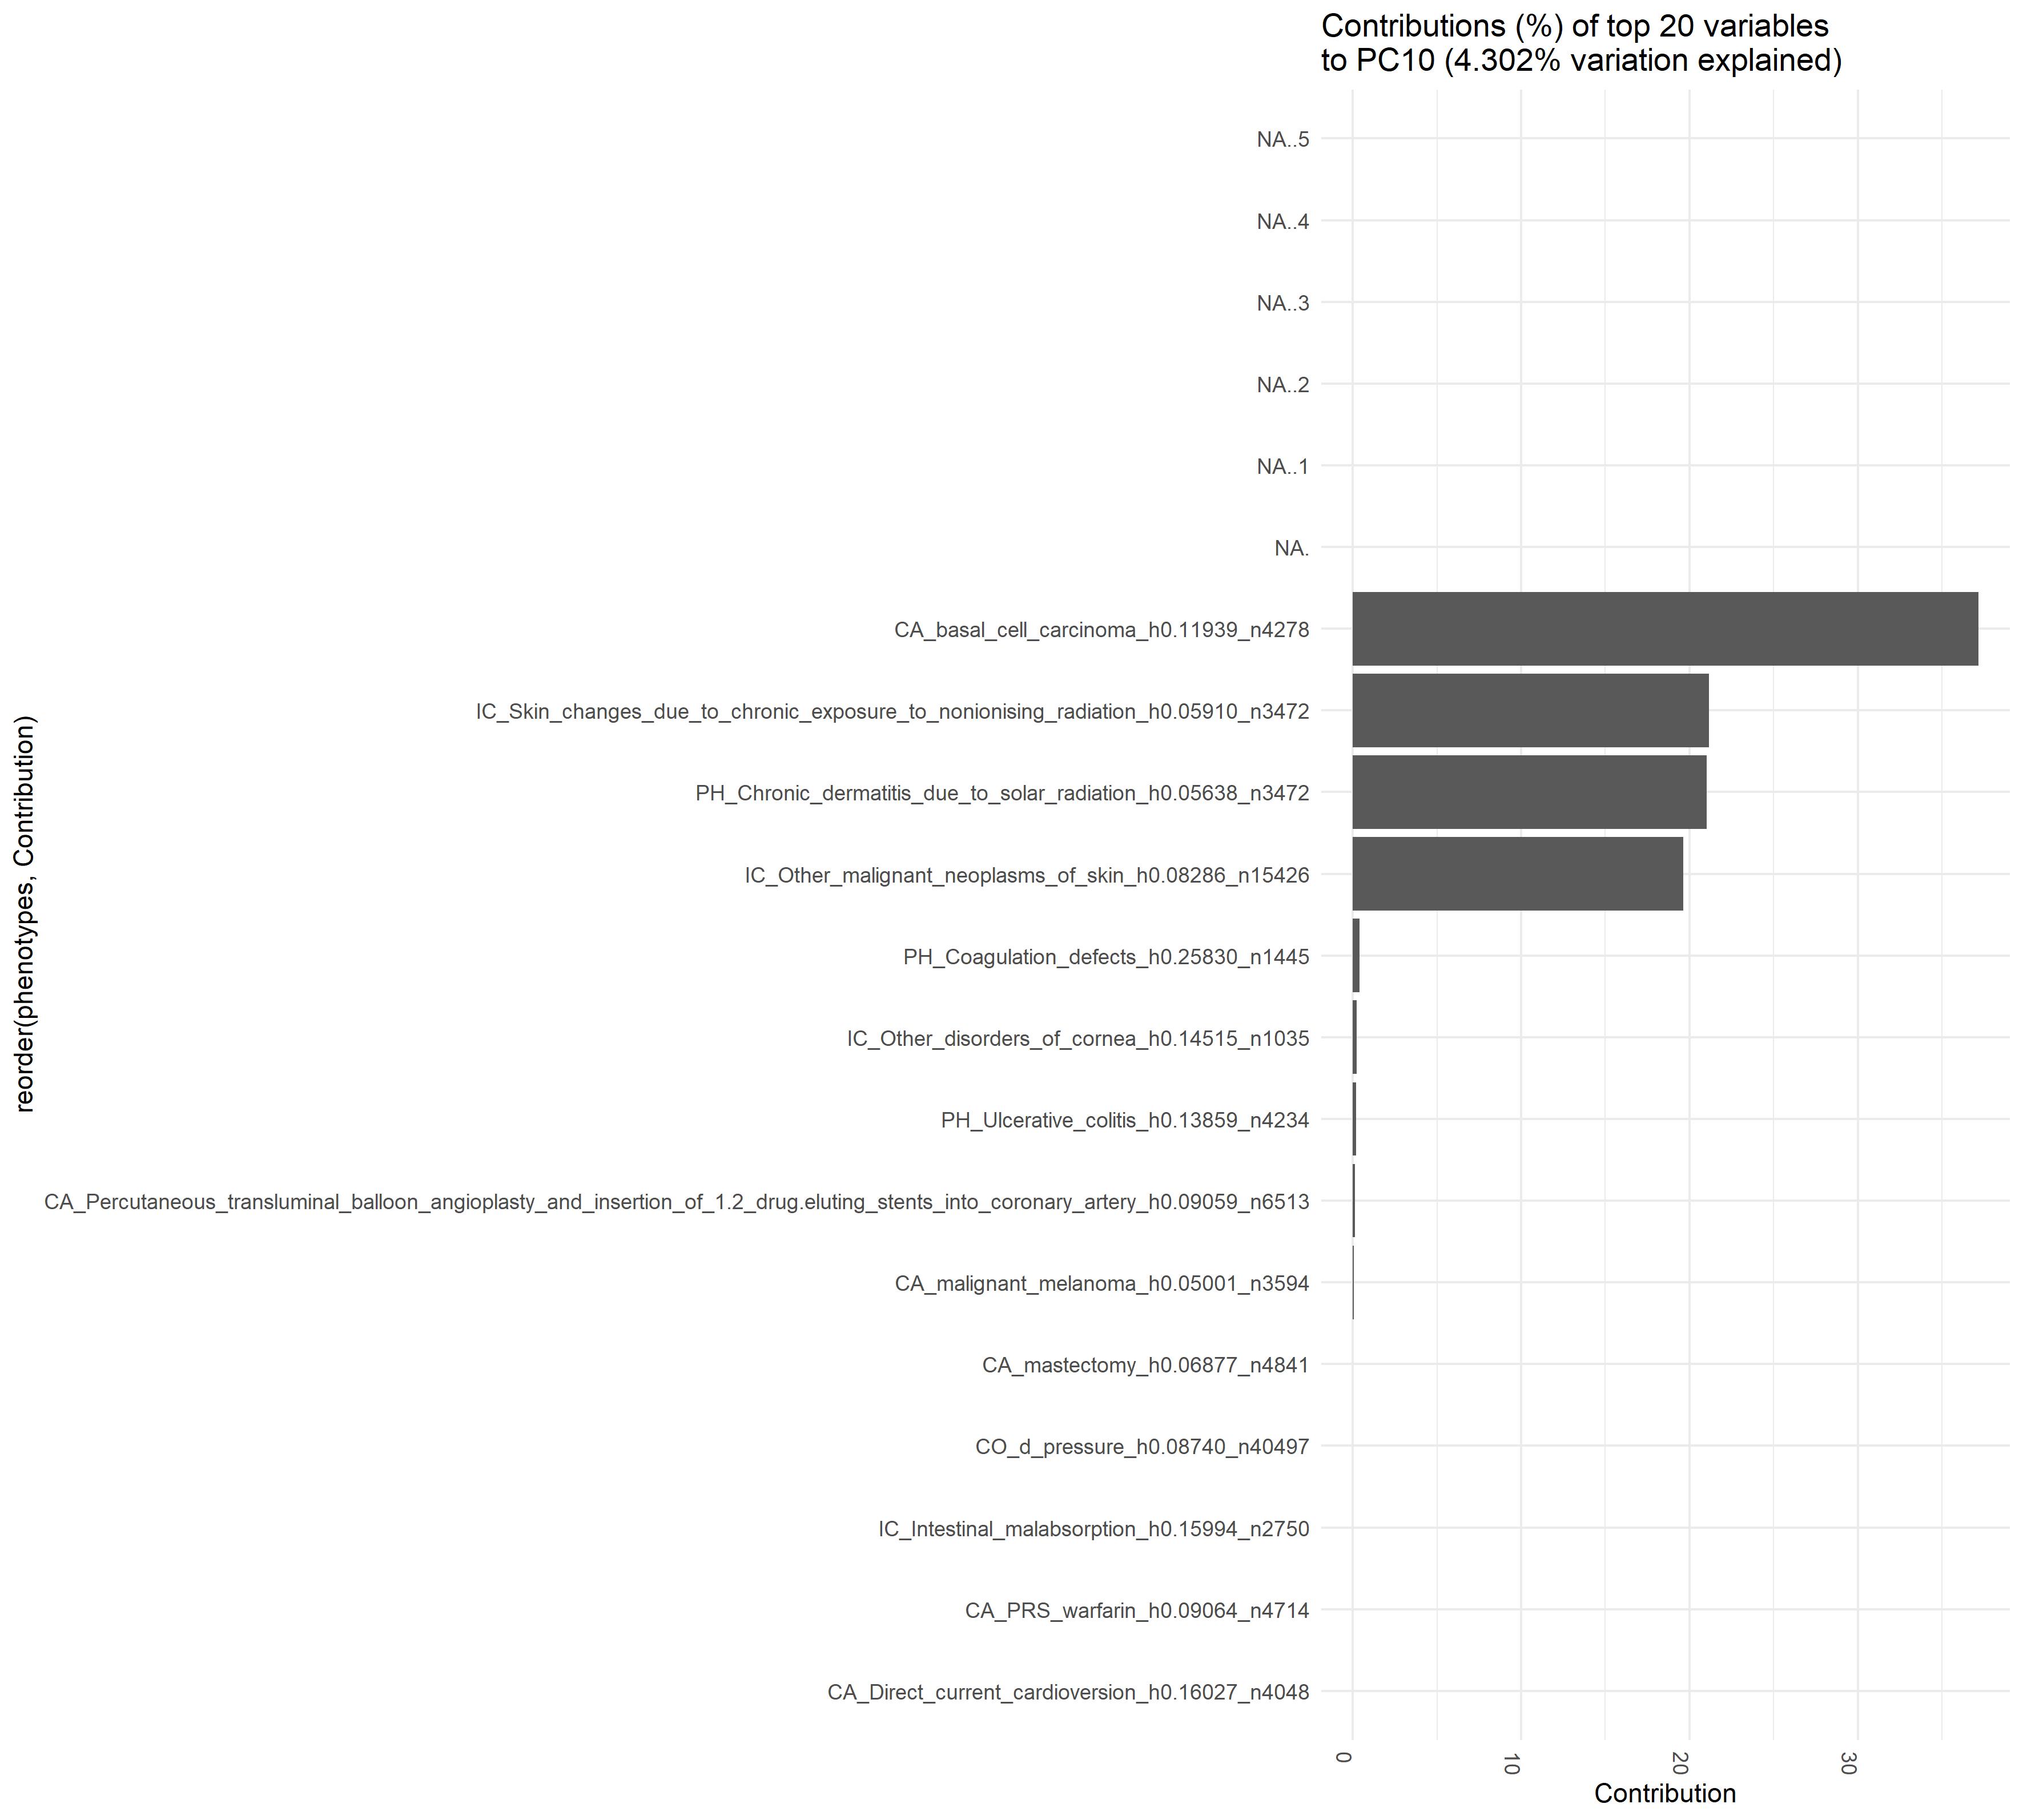 Contributions (%) of top 20 variables
to PC10 (4.302% variation explained)
NA..5
NA..4
NA..3
NA..2
NA..1
NA.
CA_basal_cell_carcinoma_h0.11939_n4278
IC_Skin_changes_due_to_chronic_exposure_to_nonionising_radiation_h0.05910_n3472
PH_Chronic_dermatitis_due_to_solar_radiation_h0.05638_n3472
IC_Other_malignant_neoplasms_of_skin_h0.08286_n15426
PH_Coagulation_defects_h0.25830_n1445
IC_Other_disorders_of_cornea_h0.14515_n1035
PH_Ulcerative_colitis_h0.13859_n4234
CA_Percutaneous_transluminal_balloon_angioplasty_and_insertion_of_1.2_drug.eluting_stents_into_coronary_artery_h0.09059_n6513
CA_malignant_melanoma_h0.05001_n3594
CA_mastectomy_h0.06877_n4841
CO_d_pressure_h0.08740_n40497
IC_Intestinal_malabsorption_h0.15994_n2750
CA_PRS_warfarin_h0.09064_n4714
CA_Direct_current_cardioversion_h0.16027_n4048
reorder(phenotypes, Contribution)
0
10
20
30
Contribution